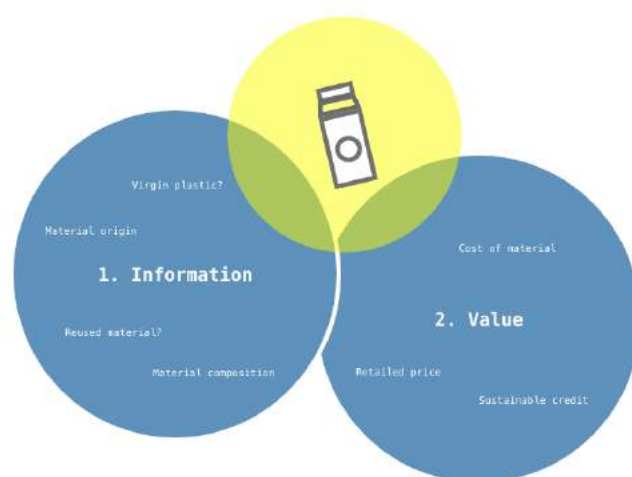 Virgin plastic?
Material origin
1. Information
Reused material?
Material composition
Cost of material
2. Value
Retailed price
Sustainable credit